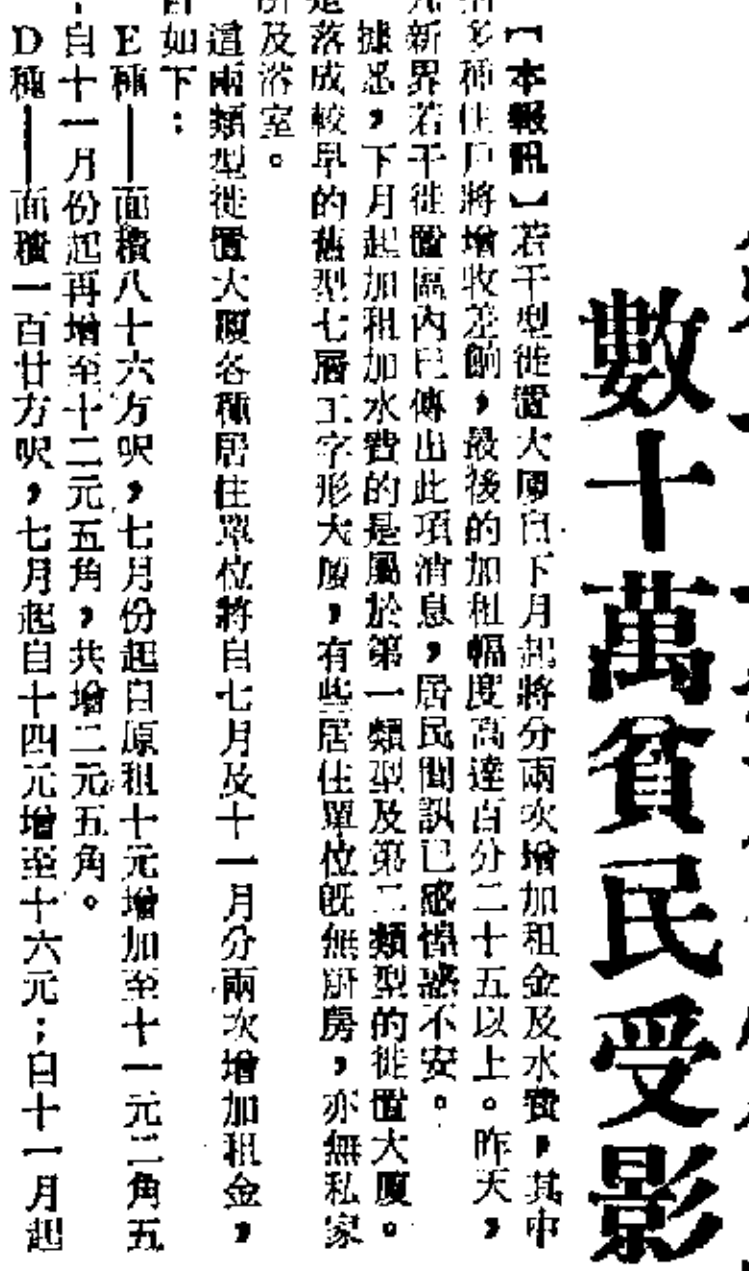 數十萬貧民受影
【本報訊】若干型徙置大廈自下月起將分兩次增加租金及水費，其中
多種住戶將增收差餉，最後的加租幅度高達百分二十五以上。昨天，
新界若干徙置區內已傳出此項消息，居民聞訊已感惶惑不安。
據悉，下月起加租加水費的是屬於第一類型及第二類型的徙置大廈。
落成較早的舊型七層工字形大廈，有些居住單位既無廚房，亦無私家
及浴室。
這兩類型徙置大廈各種居住單位將自七月及十一月分兩次增加租金，
如下：
E種——面積八十六方呎，七月份起自原租十元增加至十一元二角五
自十一月份起再增至十二元五角，共增二元五角。
D種——面積一百廿方呎，七月起自十四元增至十六元；自十一月起